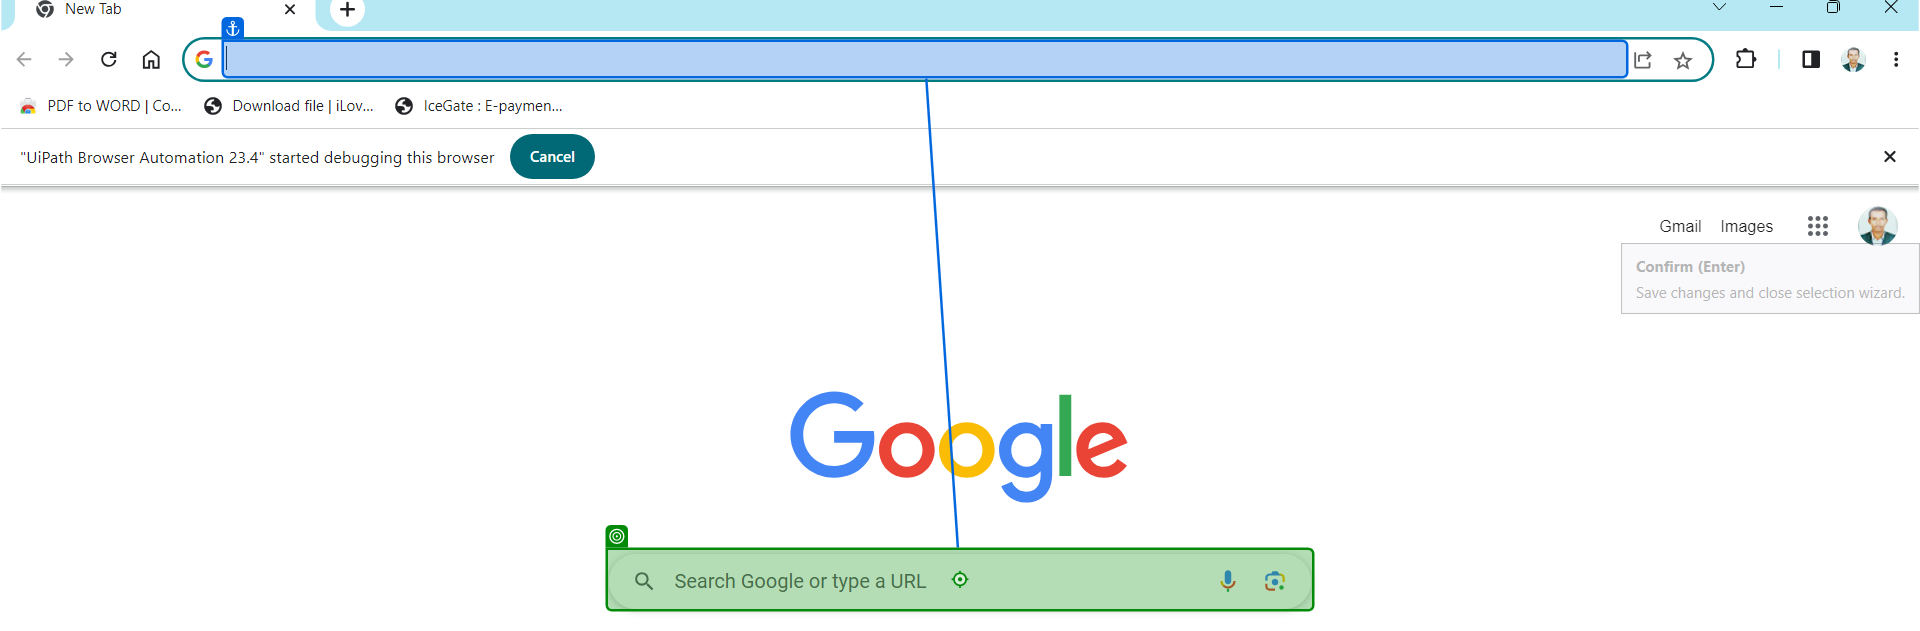 New Tab
PDF to WORD | Co...
Download file | iLov...
IceGate : E-paymen...
"UiPath Browser Automation 23.4" started debugging this browser
Cancel
Gmail
Images
Confirm (Enter)
Save changes and close selection wizard.
Google
Search Google or type a URL